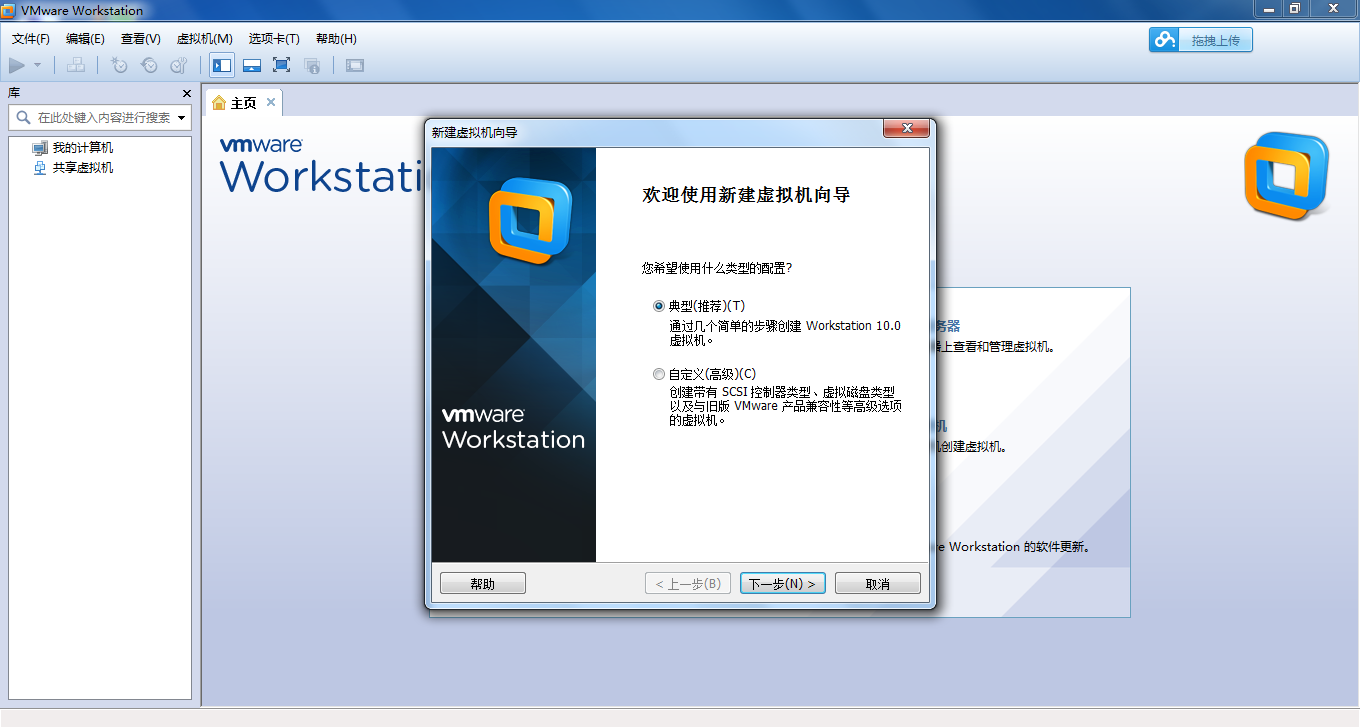 VMware Workstation
文件(F) 编辑(E) 查看(V) 虚拟机(M) 选项卡(T) 帮助(H)
拖拽上传
库
在此处键入内容进行搜索
我的计算机
共享虚拟机
主页
vmware
Workstati
新建虚拟机向导
vmware
Workstation
欢迎使用新建虚拟机向导
您希望使用什么类型的配置?
典型(推荐)(T)
通过几个简单的步骤创建 Workstation 10.0
虚拟机。
自定义(高级)(C)
创建带有 SCSI 控制器类型、虚拟磁盘类型
以及与旧版 VMware 产品兼容性等高级选项
的虚拟机。
帮助 < 上一步(B) 下一步(N) > 取消
务器
器上查看和管理虚拟机。
机
几创建虚拟机。
re Workstation 的软件更新。